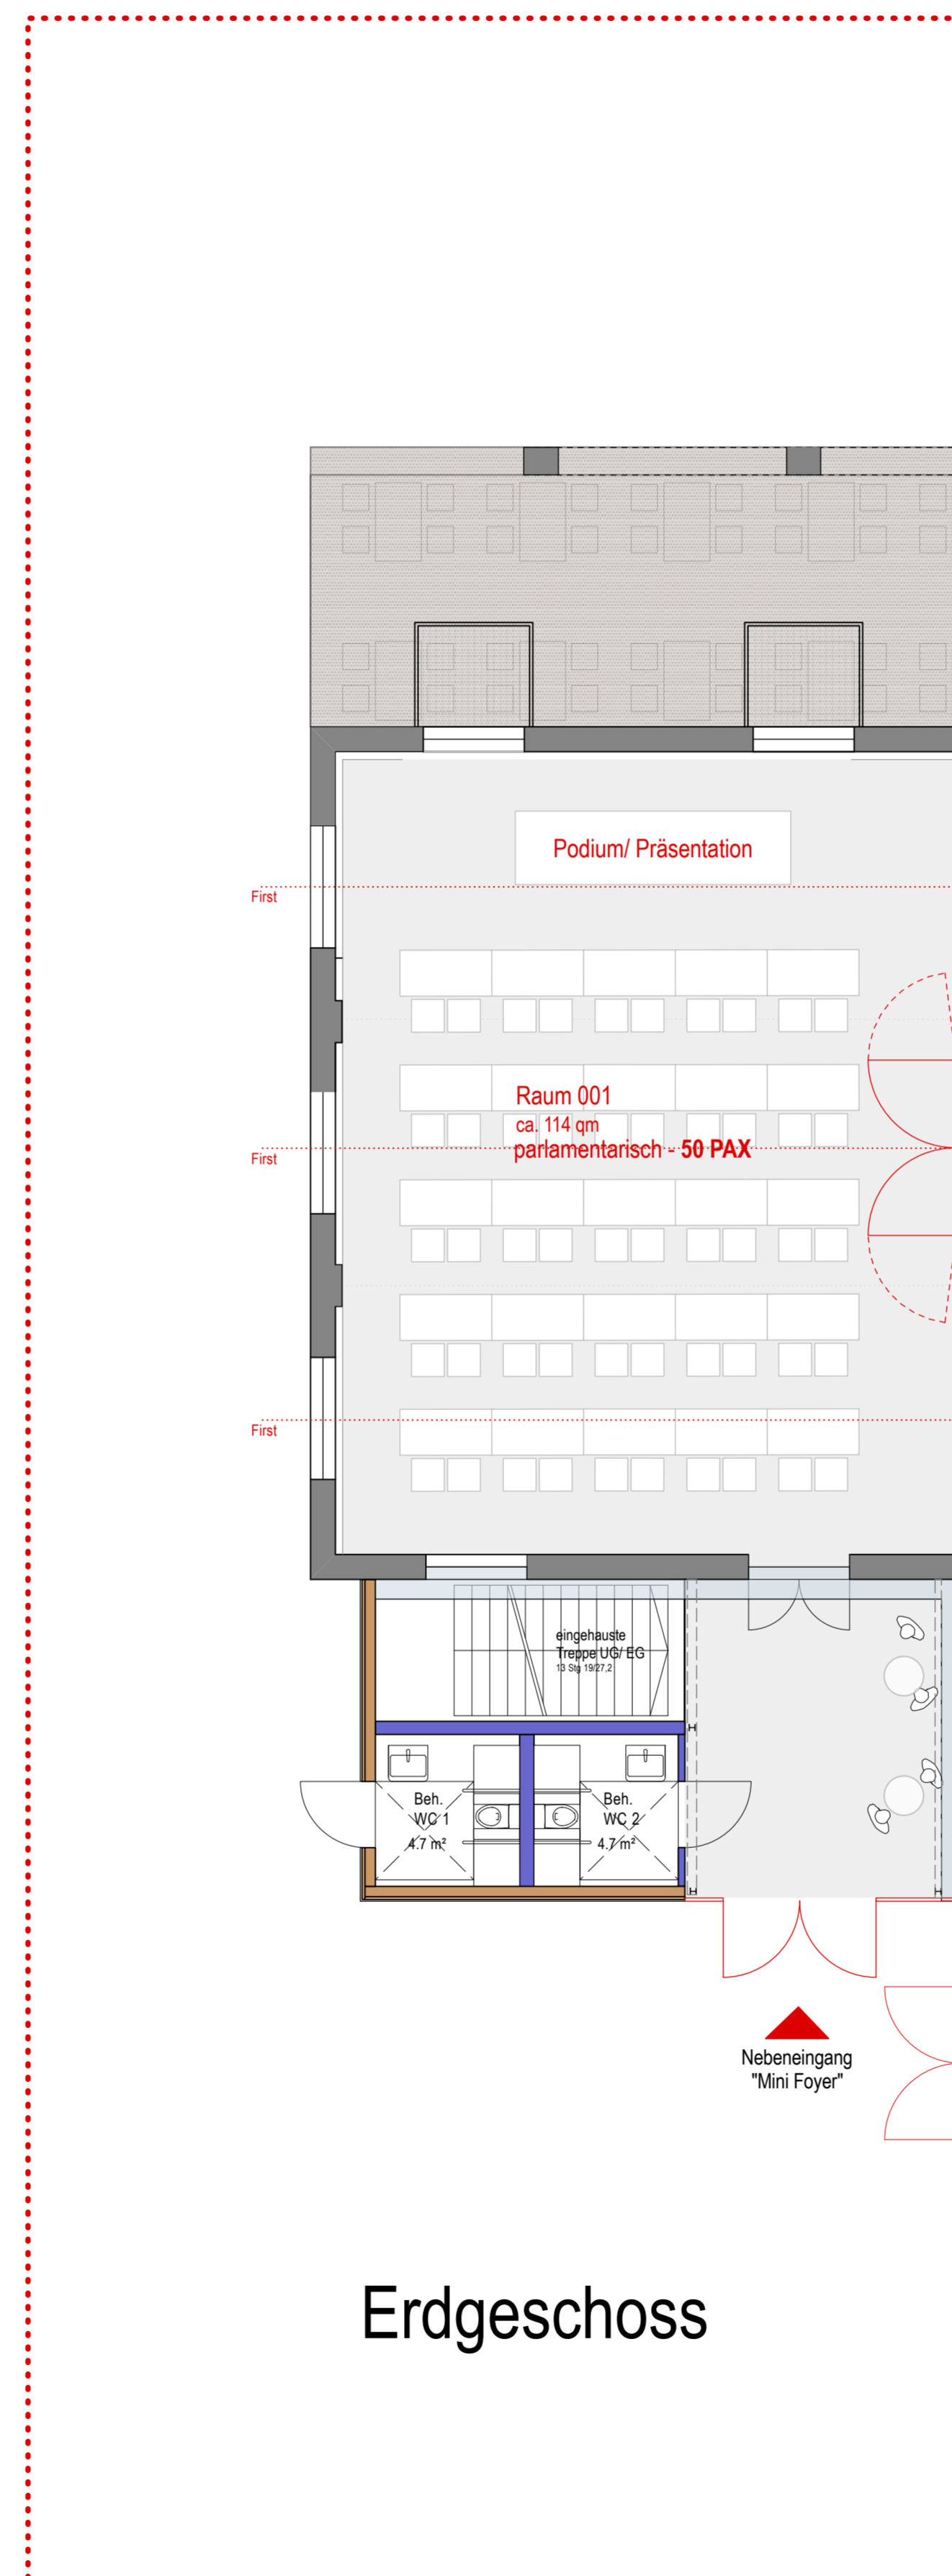 Podium/ Präsentation
First
Raum 001
ca. 114 qm
parlamentarisch - 50 PAX
First
First
eingehauste
Treppe UG/ EG
13 Stg 19/27,2
Beh.
WC 1
4.7 m²
Beh.
WC 2
4.7 m²
Nebeneingang
"Mini Foyer"
Erdgeschoss